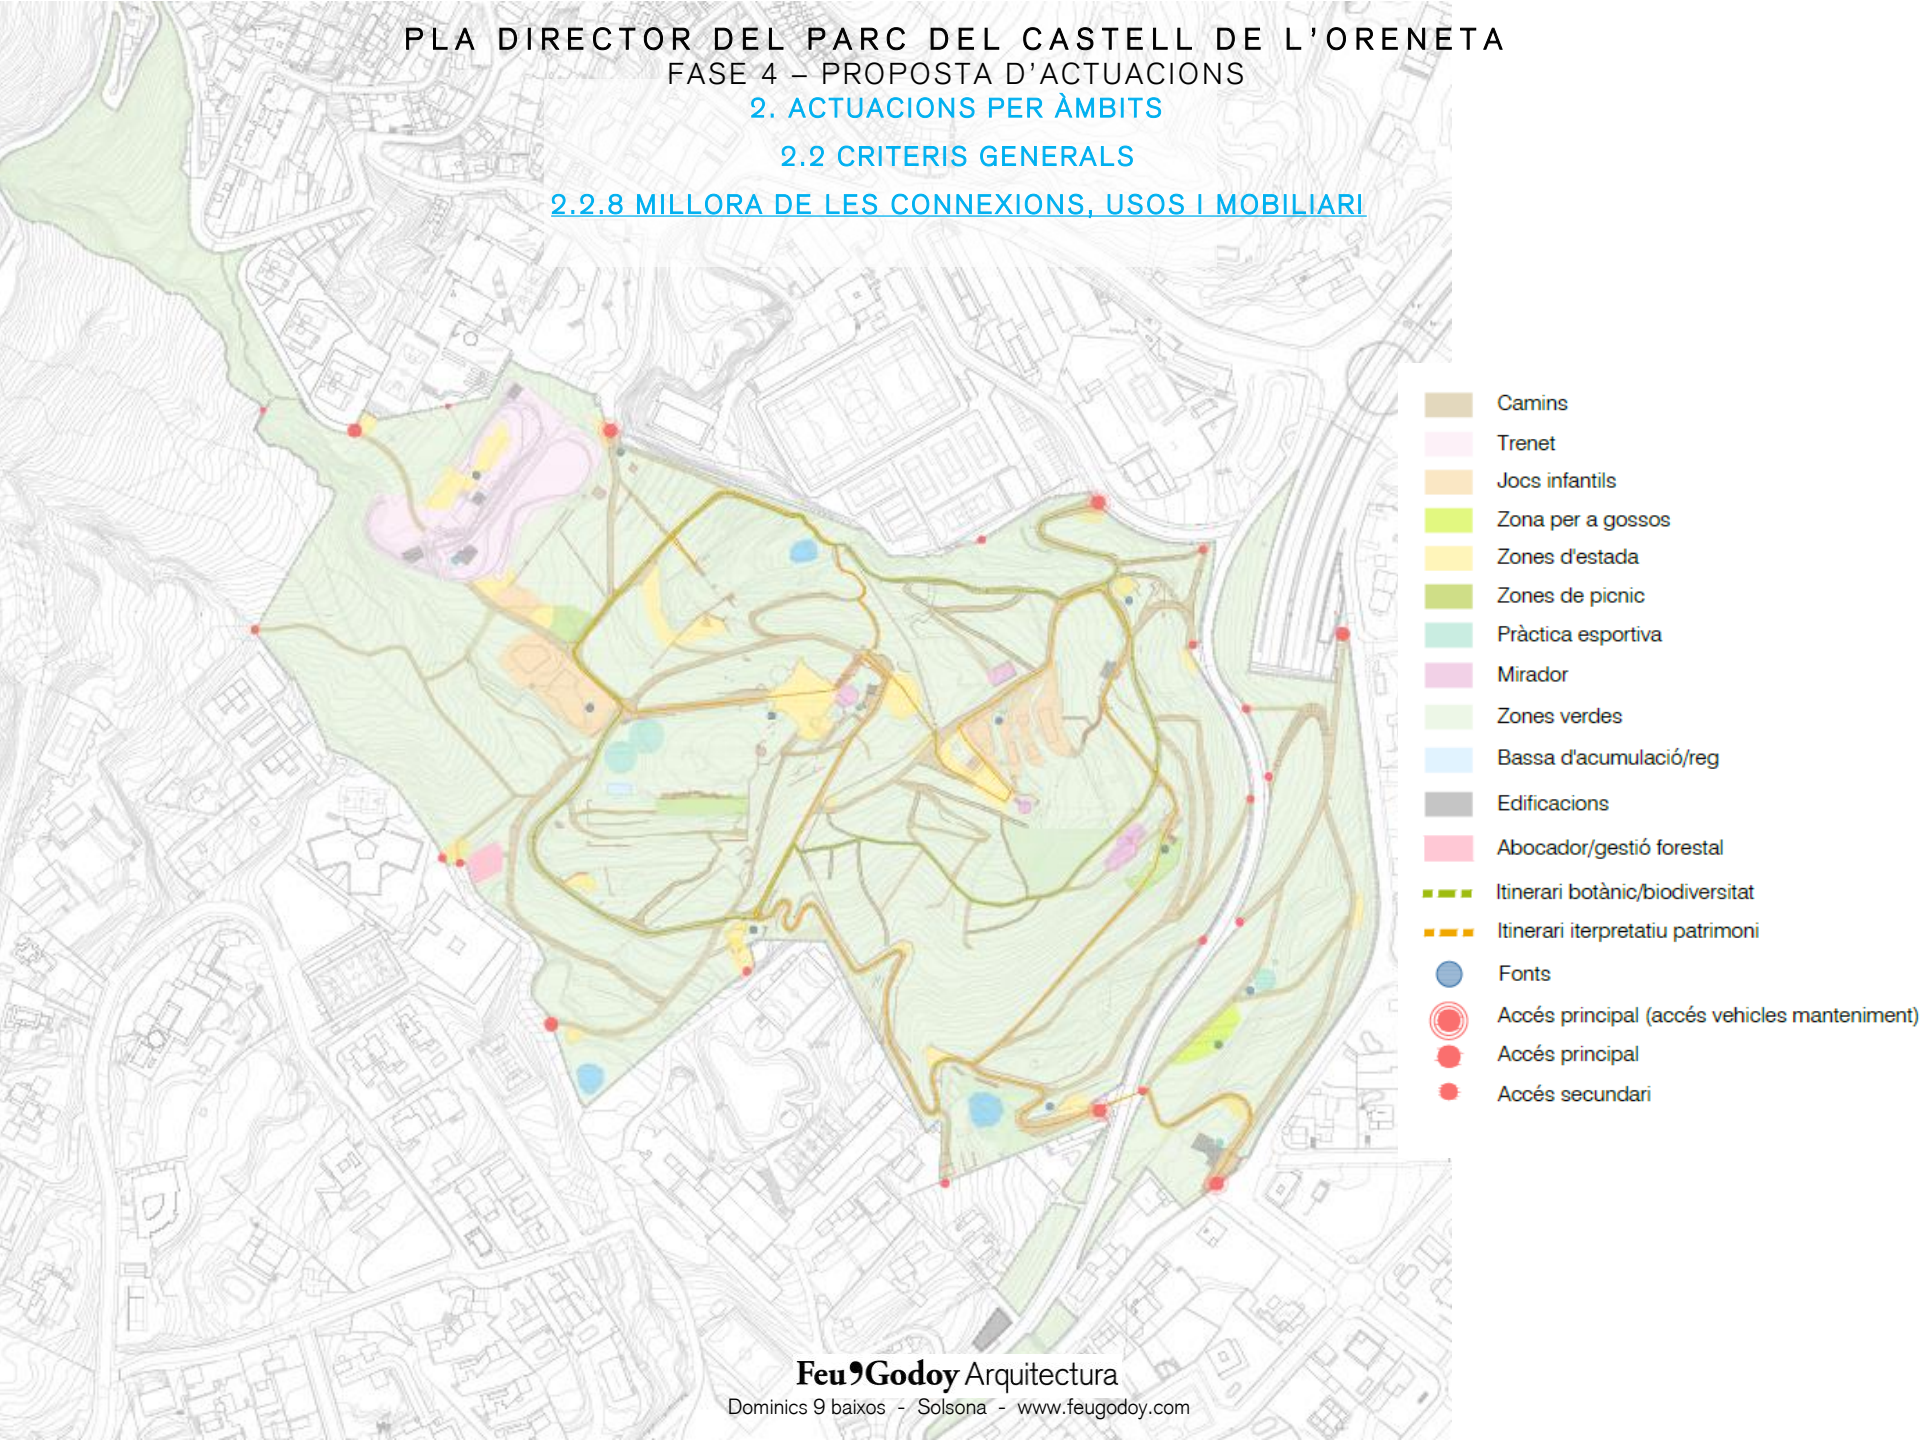 PLA DIRECTOR DEL PARC DEL CASTELL DE L'ORENETA
FASE 4 – PROPOSTA D'ACTUACIONS
2. ACTUACIONS PER ÀMBITS
2.2 CRITERIS GENERALS
2.2.8 MILLORA DE LES CONNEXIONS, USOS I MOBILIARI
Camins
Trenet
Jocs infantils
Zona per a gossos
Zones d'estada
Zones de picnic
Pràctica esportiva
Mirador
Zones verdes
Bassa d'acumulació/reg
Edificacions
Abocador/gestió forestal
Itinerari botànic/biodiversitat
Itinerari iterpretatiu patrimoni
Fonts
Accés principal (accés vehicles manteniment)
Accés principal
Accés secundari
Feu9Godoy Arquitectura
Dominics 9 baixos - Solsona - www.feugodoy.com